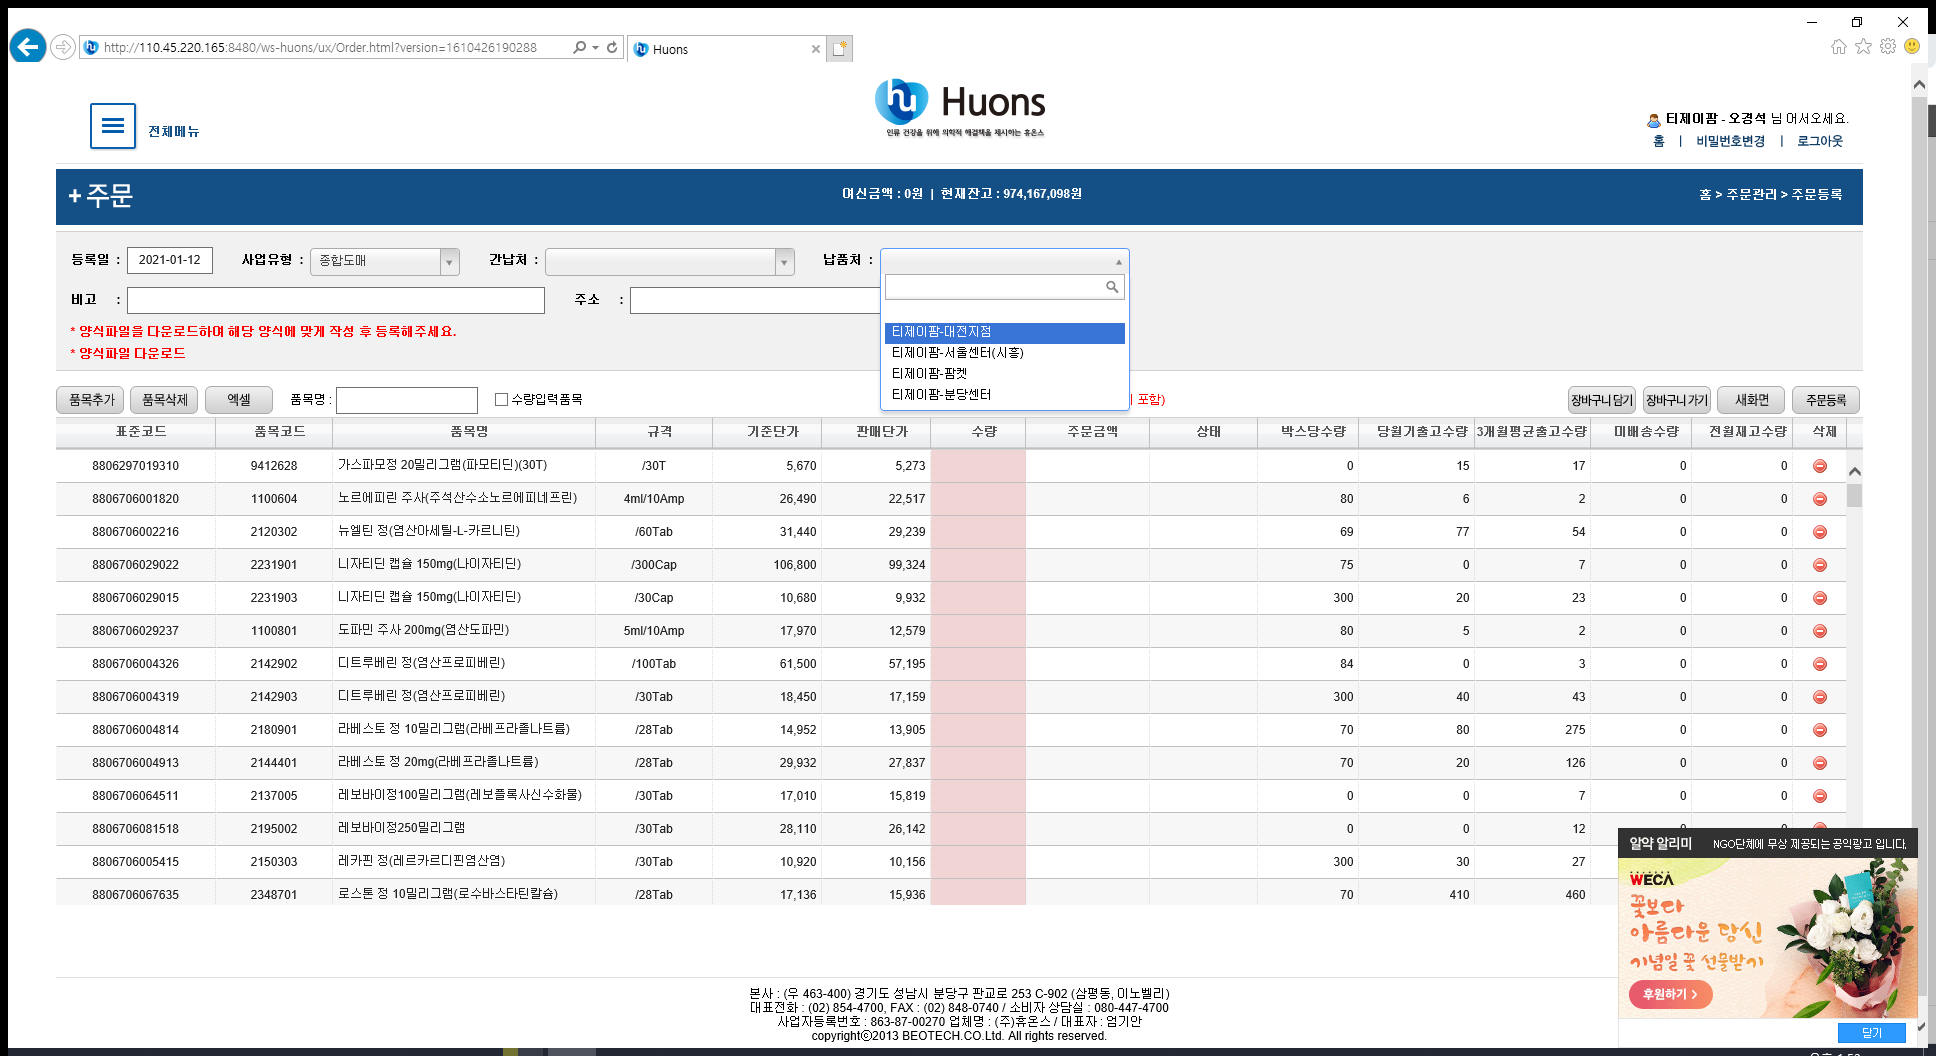 http://110.45.220.165:8480/ws-huons/ux/Order.html?version=1610426190288
Huons
hu Huons
인류 건강을 위해 의학적 해결책을 제시하는 휴온스
전체메뉴
티제이팜 - 오경석 님 어서오세요.
홈 | 비밀번호변경 | 로그아웃
+ 주문
여신금액 : 0원 | 현재잔고 : 974,167,098원
홈 > 주문관리 > 주문등록
등록일 : 2021-01-12 사업유형 : 종합도매 간납처 : 납품처 :
비고 : 주소 :
* 양식파일을 다운로드하여 해당 양식에 맞게 작성 후 등록해주세요.
* 양식파일 다운로드
티제이팜-대전지점
티제이팜-서울센터(시흥)
티제이팜-팜켓
티제이팜-분당센터
품목추가 품목삭제 엑셀 품목명 : 수량입력품목 포함) 장바구니담기 장바구니가기 새화면 주문등록
표준코드 품목코드 품목명 규격 기준단가 판매단가 수량 주문금액 상태 박스당수량 당월기출고수량 3개월평균출고수량 미배송수량 전월재고수량 삭제
8806297019310 9412628 가스파모정 20밀리그램(파모티딘)(30T) /30T 5,670 5,273 0 15 17 0 0
8806706001820 1100604 노르에피린 주사(주석산수소노르에피네프린) 4ml/10Amp 26,490 22,517 80 6 2 0 0
8806706002216 2120302 뉴엘틴 정(염산아세틸-L-카르니틴) /60Tab 31,440 29,239 69 77 54 0 0
8806706029022 2231901 니자티딘 캡슐 150mg(나이자티딘) /300Cap 106,800 99,324 75 0 7 0 0
8806706029015 2231903 니자티딘 캡슐 150mg(나이자티딘) /30Cap 10,680 9,932 300 20 23 0 0
8806706029237 1100801 도파민 주사 200mg(염산도파민) 5ml/10Amp 17,970 12,579 80 5 2 0 0
8806706004326 2142902 디트루베린 정(염산프로피베린) /100Tab 61,500 57,195 84 0 3 0 0
8806706004319 2142903 디트루베린 정(염산프로피베린) /30Tab 18,450 17,159 300 40 43 0 0
8806706004814 2180901 라베스토 정 10밀리그램(라베프라졸나트륨) /28Tab 14,952 13,905 70 80 275 0 0
8806706004913 2144401 라베스토 정 20mg(라베프라졸나트륨) /28Tab 29,932 27,837 70 20 126 0 0
8806706064511 2137005 레보바이정100밀리그램(레보플록사신수화물) /30Tab 17,010 15,819 0 0 7 0 0
8806706081518 2195002 레보바이정250밀리그램 /30Tab 28,110 26,142 0 0 12
8806706005415 2150303 레카핀 정(레르카르디핀염산염) /30Tab 10,920 10,156 300 30 27
8806706067635 2348701 로스톤 정 10밀리그램(로수바스타틴칼슘) /28Tab 17,136 15,936 70 410 460
알약 알리미 NGO단체에 무상 제공되는 공익광고 입니다.
WECA
꽃보다
아름다운 당신
기념일 꽃 선물받기
후원하기 >
닫기
본사 : (우 463-400) 경기도 성남시 분당구 판교로 253 C-902 (삼평동, 이노밸리)
대표전화 : (02) 854-4700, FAX : (02) 848-0740 / 소비자 상담실 : 080-447-4700
사업자등록번호 : 863-87-00270 업체명 : (주)휴온스 / 대표자 : 엄기안
copyrightⓒ2013 BEOTECH.CO.Ltd. All rights reserved.